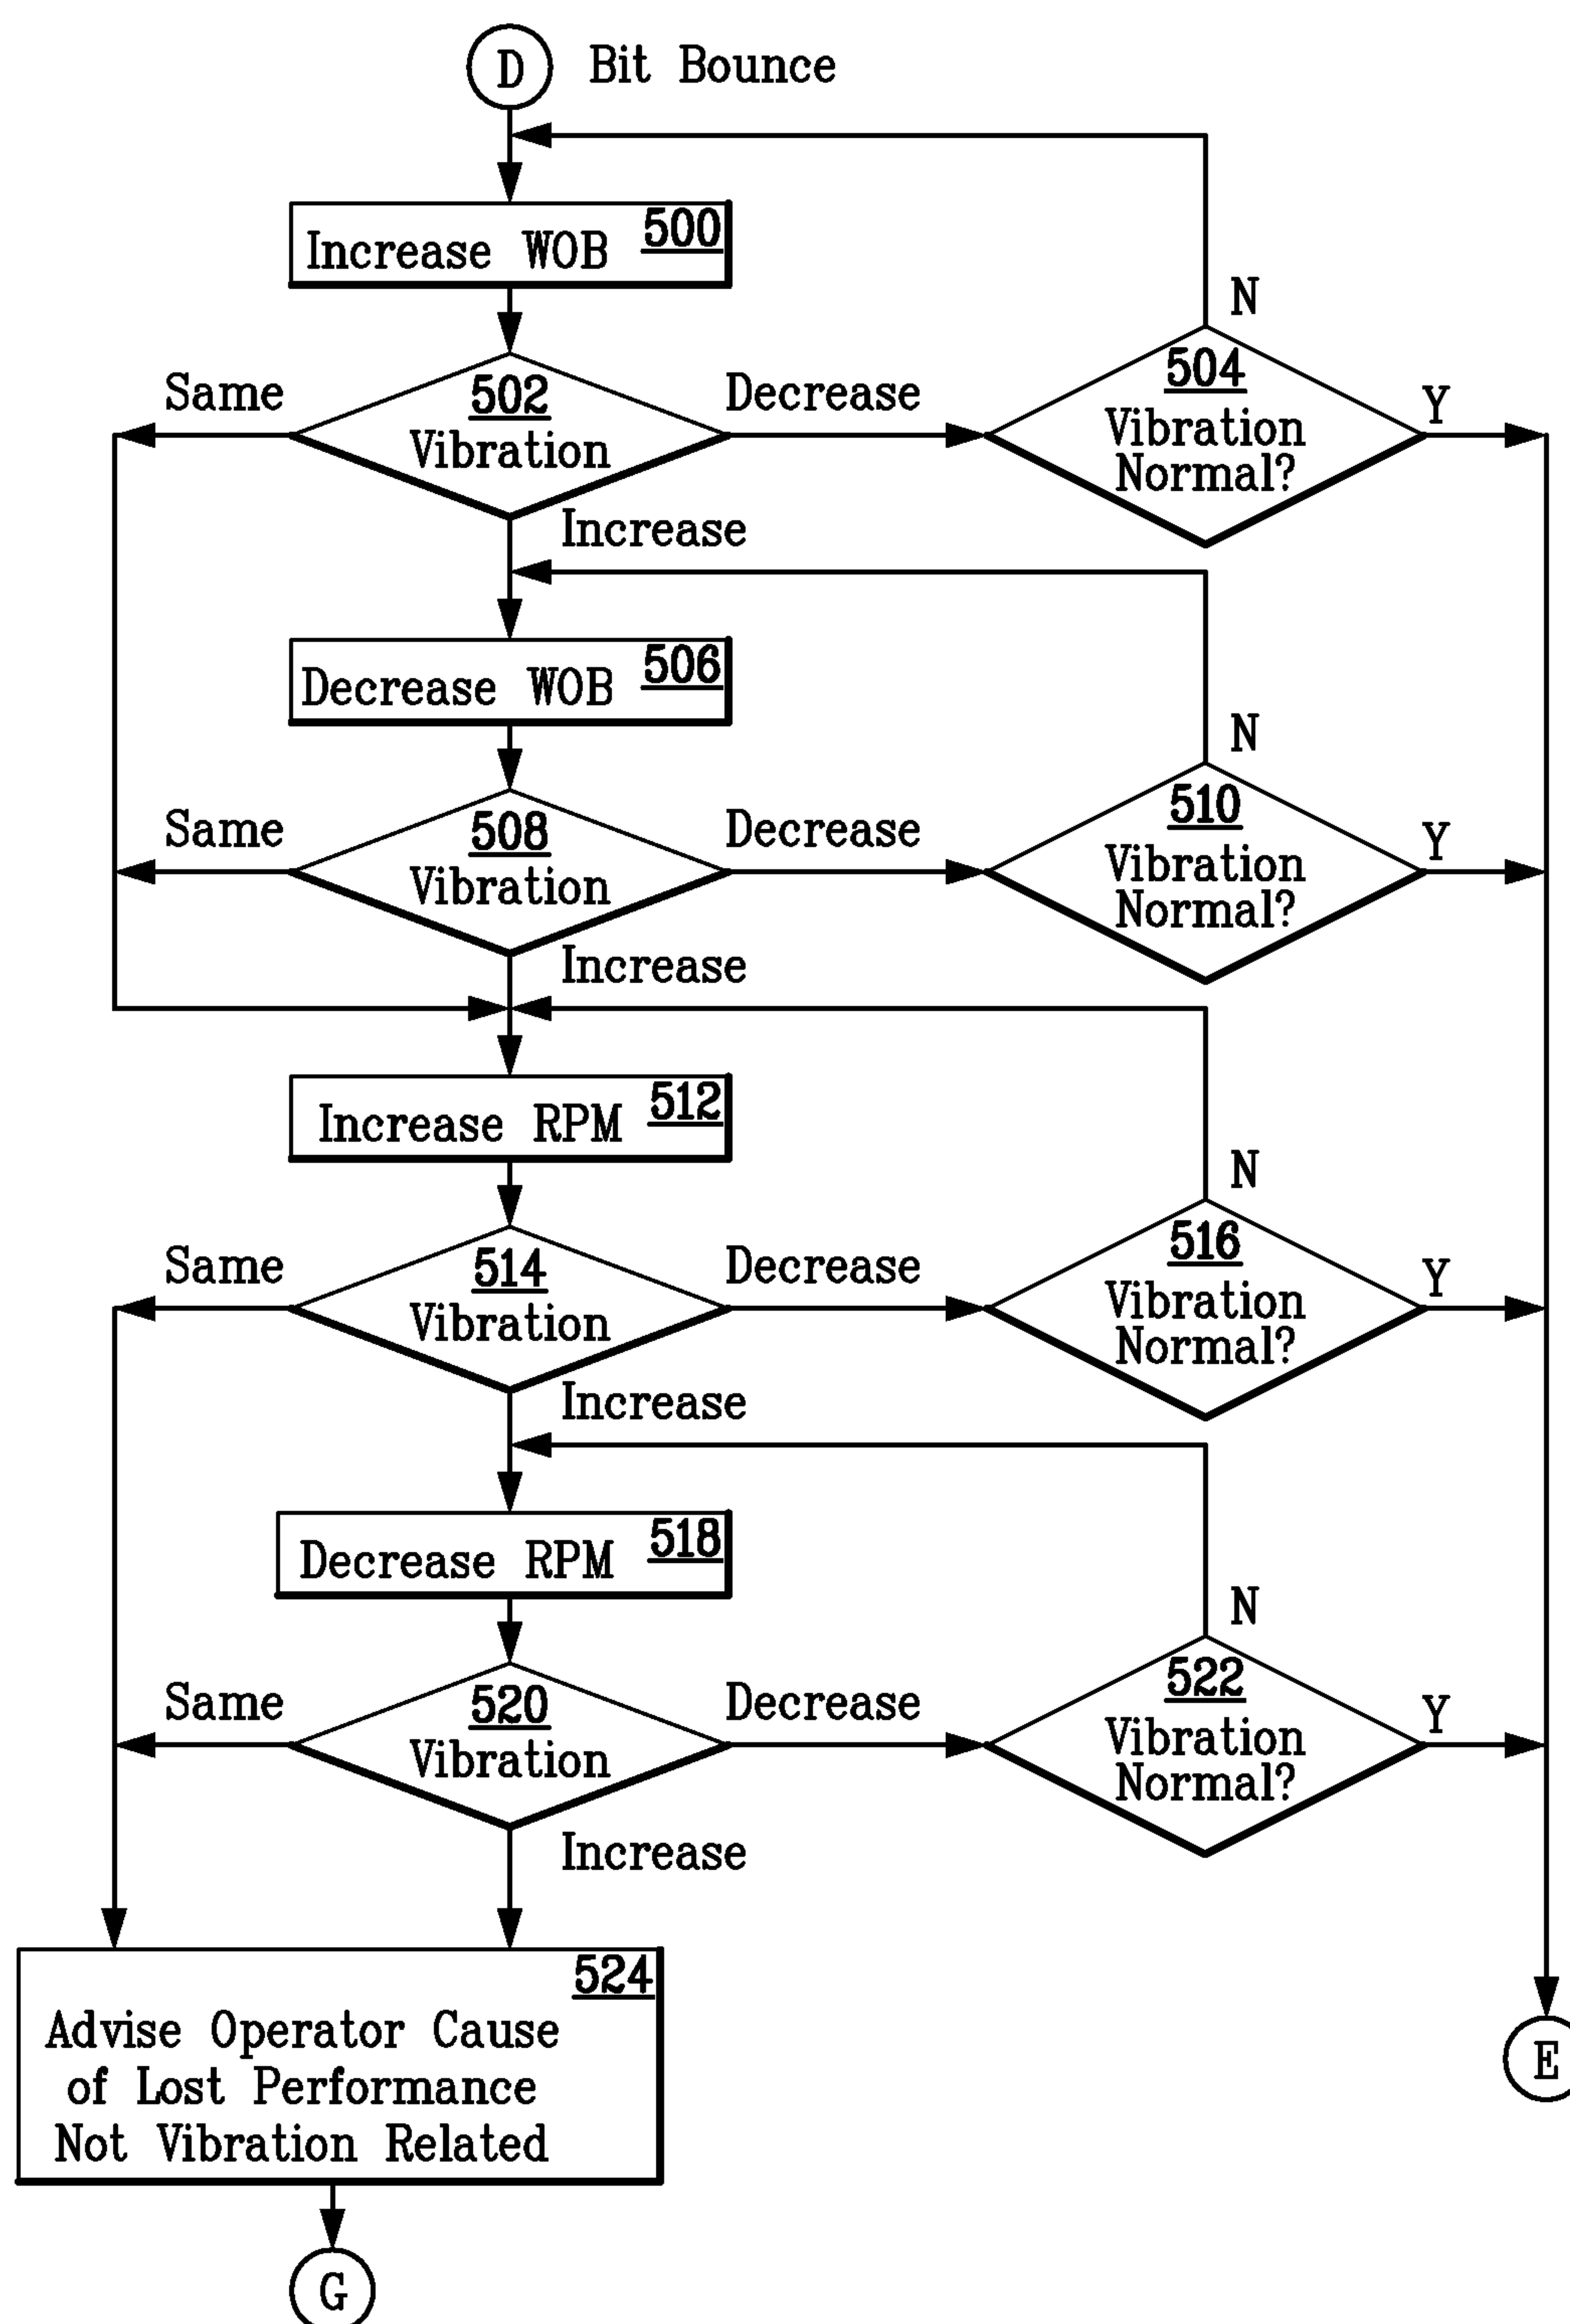 D Bit Bounce
500
Increase WOB
N
Same
502
Vibration
Decrease
504
Vibration
Normal?
Y
Increase
506
Decrease WOB
N
Same
508
Vibration
Decrease
510
Vibration
Normal?
Y
Increase
512
Increase RPM
N
Same
514
Vibration
Decrease
516
Vibration
Normal?
Y
Increase
518
Decrease RPM
N
Same
520
Vibration
Decrease
522
Vibration
Normal?
Y
Increase
524
Advise Operator Cause
of Lost Performance
Not Vibration Related
E
G